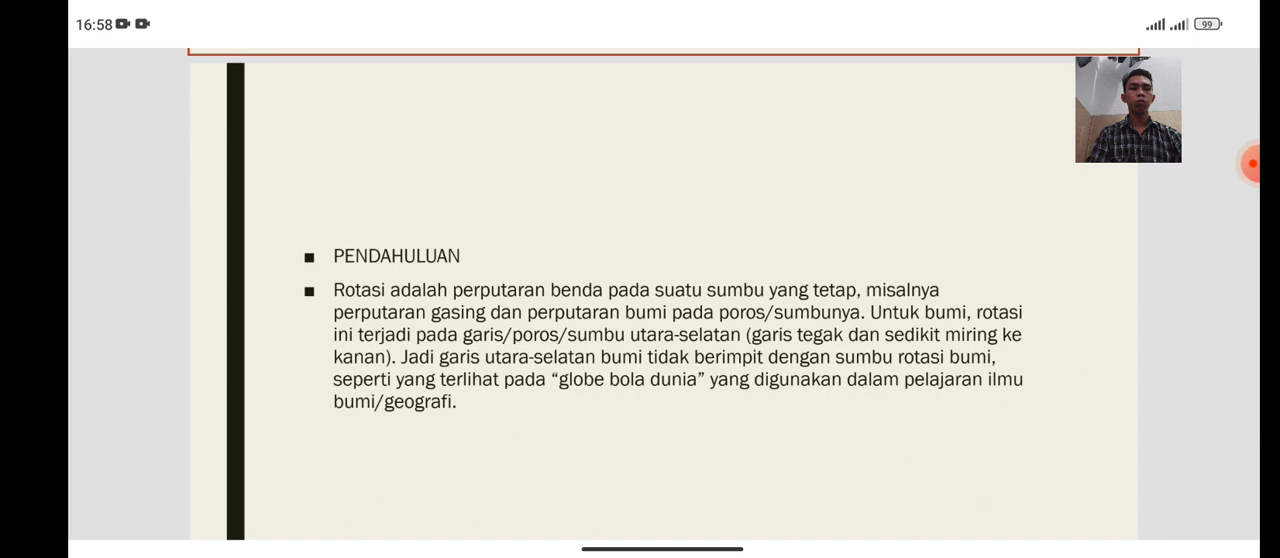 16:58
99
PENDAHULUAN
Rotasi adalah perputaran benda pada suatu sumbu yang tetap, misalnya
perputaran gasing dan perputaran bumi pada poros/sumbunya. Untuk bumi, rotasi
ini terjadi pada garis/poros/sumbu utara-selatan (garis tegak dan sedikit miring ke
kanan). Jadi garis utara-selatan bumi tidak berimpit dengan sumbu rotasi bumi,
seperti yang terlihat pada “globe bola dunia” yang digunakan dalam pelajaran ilmu
bumi/geografi.